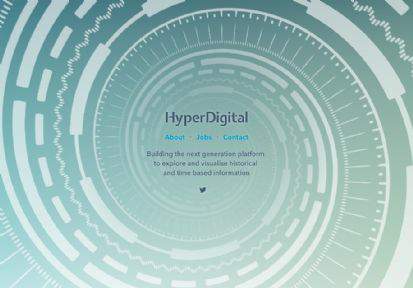 HyperDigital
About · Jobs · Contact
Building the next generation platform
to explore and visualise historical
and time based information